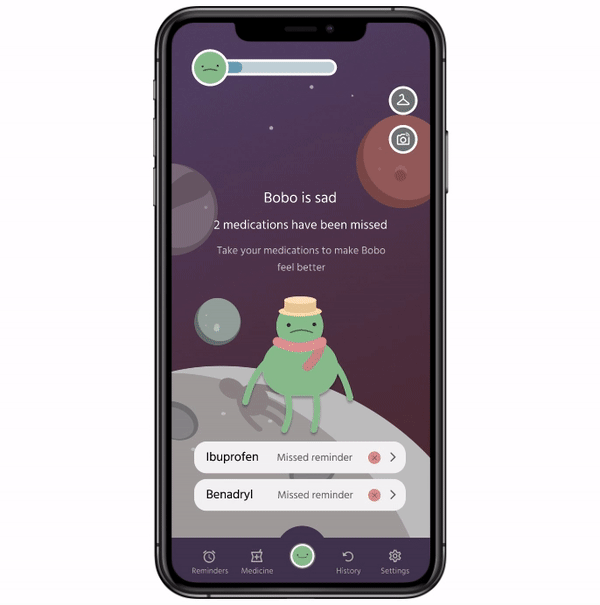 Bobo is sad
2 medications have been missed
Take your medications to make Bobo
feel better
Ibuprofen Missed reminder
Benadryl Missed reminder
Reminders Medicine History Settings